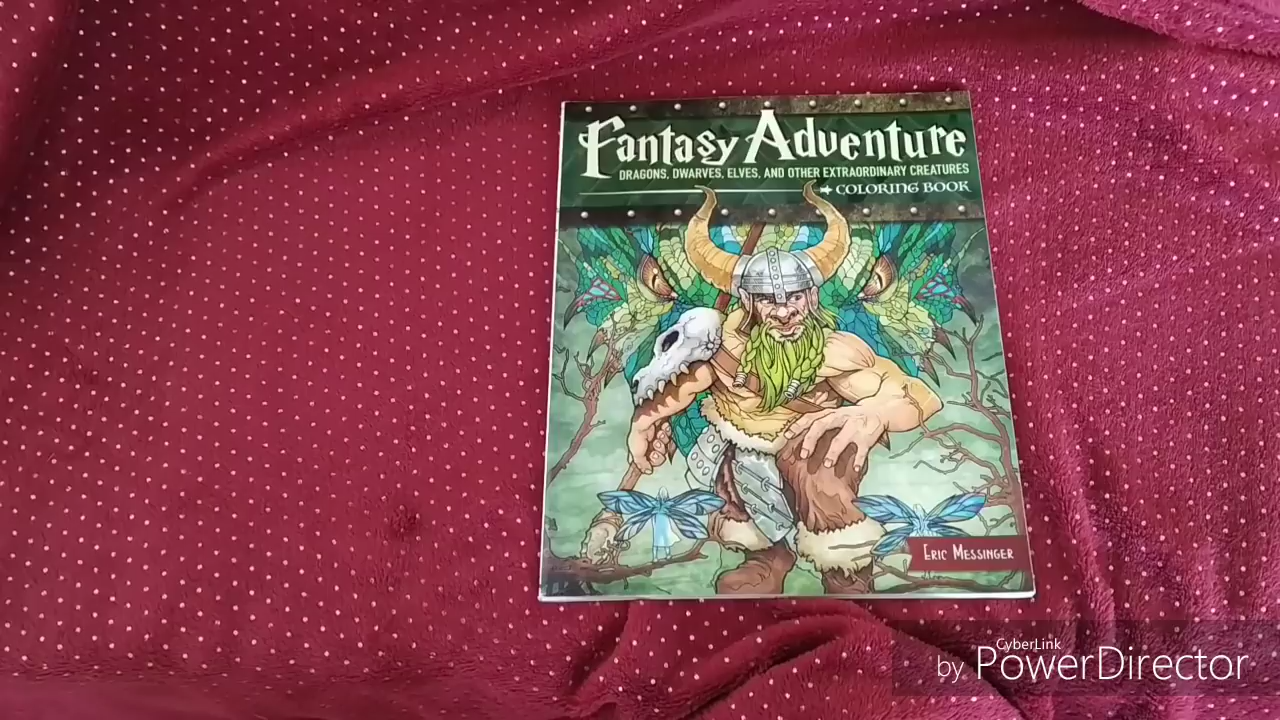 Fantasy Adventure
DRAGONS, DWARVES, ELVES, AND OTHER EXTRAORDINARY CREATURES
COLORING BOOK
ERIC MESSINGER
CyberLink
by PowerDirector